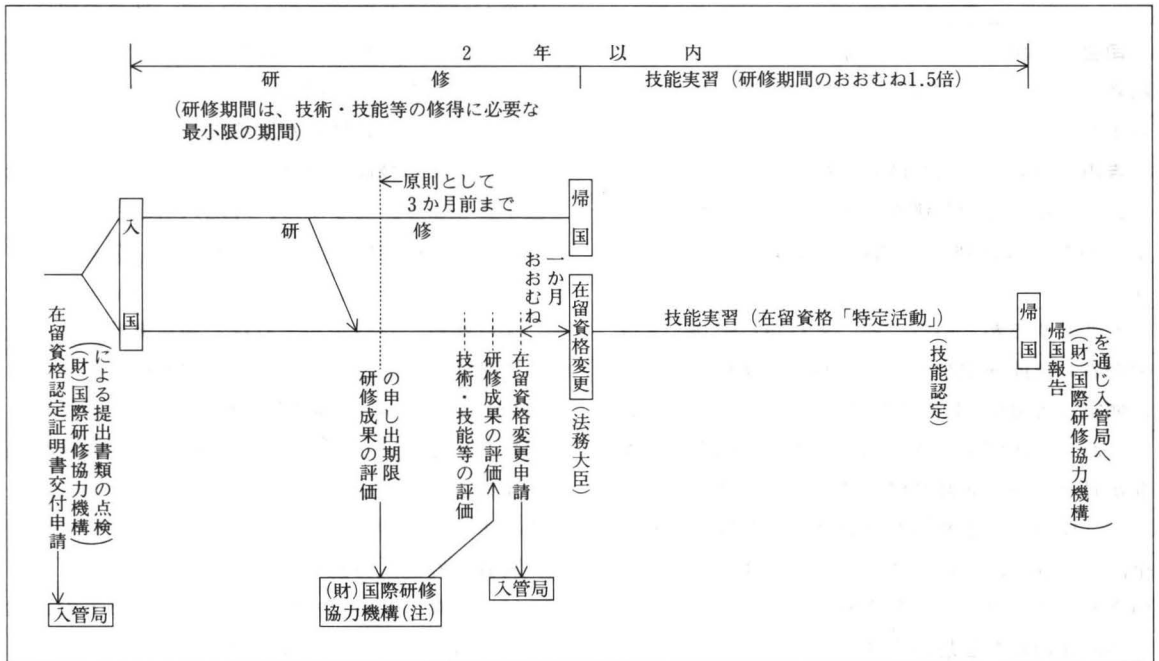 2年以内
研修
技能実習（研修期間のおおむね1.5倍）
（研修期間は、技術・技能等の修得に必要な
最小限の期間）
入国
←原則として
3か月前まで
研修
帰国
おおむね
一か月
在留資格変更
（法務大臣）
技能実習（在留資格「特定活動」）
（技能認定）
帰国
帰国報告
（（財）国際研修協力機構
を通じ入管局へ）
在留資格認定証明書交付申請
（（財）国際研修協力機構
による提出書類の点検）
入管局
研修成果の評価
の申し出期限
技術・技能等の評価
研修成果の評価
在留資格変更申請
(財)国際研修
協力機構(注)
入管局